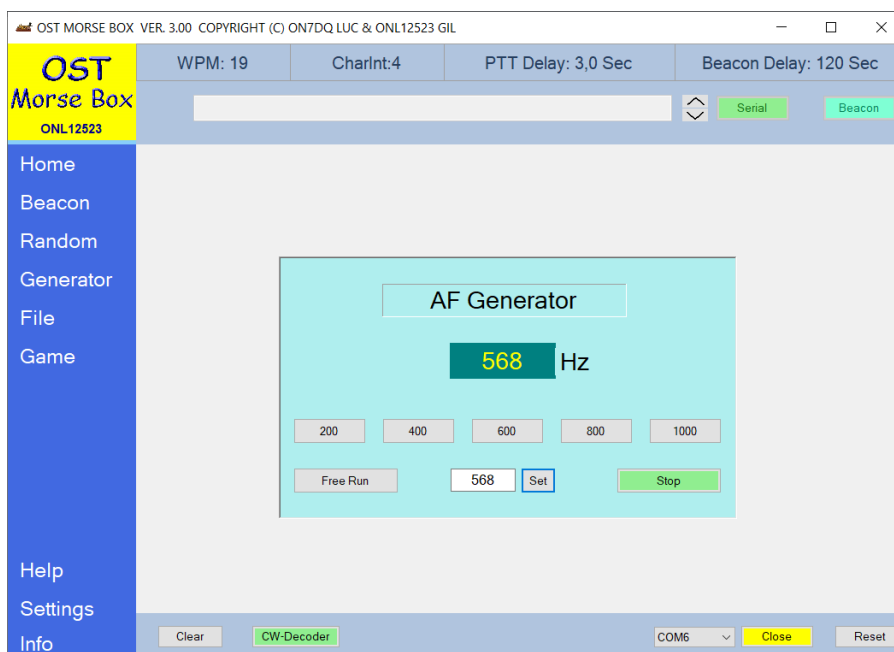 OST MORSE BOX VER. 3.00 COPYRIGHT (C) ON7DQ LUC & ONL12523 GIL
OST
Morse Box
ONL12523
WPM: 19
CharInt:4
PTT Delay: 3,0 Sec
Beacon Delay: 120 Sec
Serial
Beacon
Home
Beacon
Random
Generator
File
Game
Help
Settings
Info
AF Generator
568 Hz
200 400 600 800 1000
Free Run 568 Set Stop
Clear CW-Decoder COM6 Close Reset